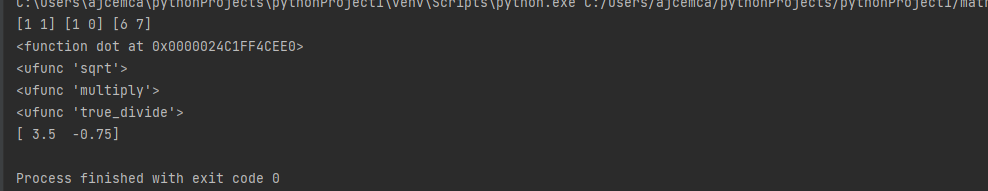 C:\Users\ajcemca\pythonProjects\pythonProject1\venv\Scripts\python.exe C:/Users/ajcemca/pythonProjects/pythonProject1/mat
[1 1] [1 0] [6 7]
<function dot at 0x0000024C1FF4CEE0>
<ufunc 'sqrt'>
<ufunc 'multiply'>
<ufunc 'true_divide'>
[ 3.5  -0.75]
Process finished with exit code 0